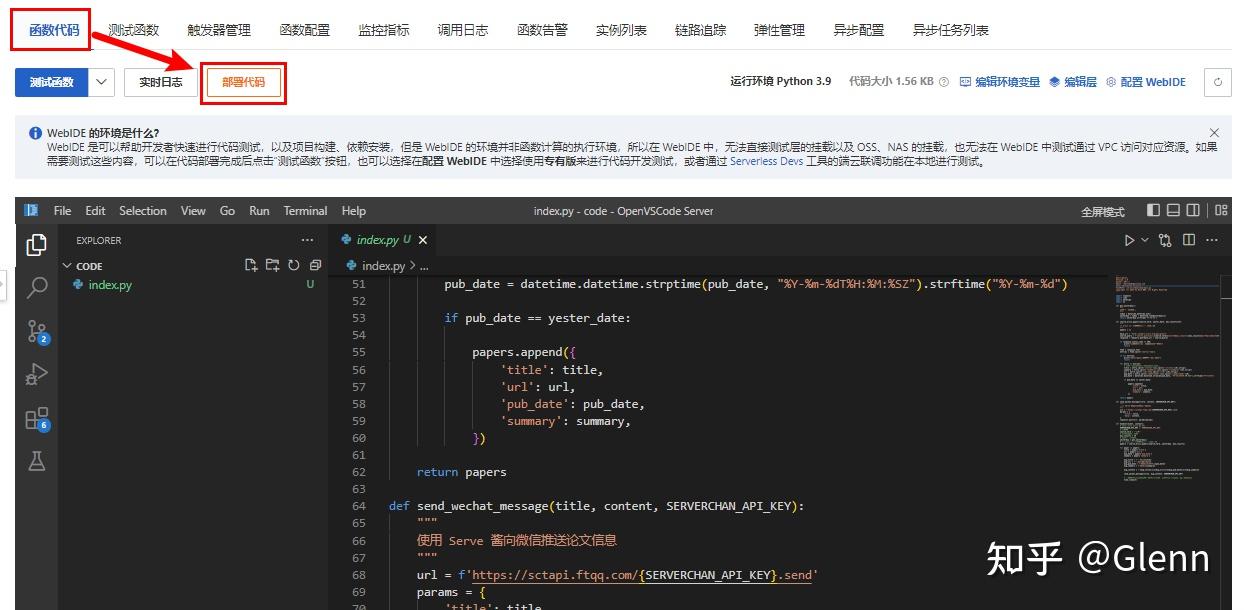 函数代码 测试函数 触发器管理 函数配置 监控指标 调用日志 函数告警 实例列表 链路追踪 弹性管理 异步配置 异步任务列表
测试函数 实时日志 部署代码 运行环境 Python 3.9 代码大小 1.56 KB 编辑环境变量 编辑层 配置 WebIDE
WebIDE 的环境是什么?
WebIDE 是可以帮助开发者快速进行代码测试，以及项目构建、依赖安装，但是 WebIDE 的环境并非函数计算的执行环境，所以在 WebIDE 中，无法直接测试层的挂载以及 OSS、NAS 的挂载，也无法在 WebIDE 中测试通过 VPC 访问对应资源。如果
需要测试这些内容，可以在代码部署完成后点击“测试函数”按钮，也可以选择在配置 WebIDE 中选择使用专有版来进行代码开发测试，或者通过 Serverless Devs 工具的端云联调功能在本地进行测试。
File Edit Selection View Go Run Terminal Help index.py - code - OpenVSCode Server 全屏模式
EXPLORER ··· index.py U
CODE index.py > ...
index.py U
51 pub_date = datetime.datetime.strptime(pub_date, "%Y-%m-%dT%H:%M:%SZ").strftime("%Y-%m-%d")
52
53 if pub_date == yester_date:
54
55 papers.append({
56 'title': title,
57 'url': url,
58 'pub_date': pub_date,
59 'summary': summary,
60 })
61
62 return papers
63
64 def send_wechat_message(title, content, SERVERCHAN_API_KEY):
65 """
66 使用 Serve 酱向微信推送论文信息
67 """
68 url = f'https://sctapi.ftqq.com/{SERVERCHAN_API_KEY}.send'
69 params = {
70 'title': title,
2
6
知乎 @Glenn